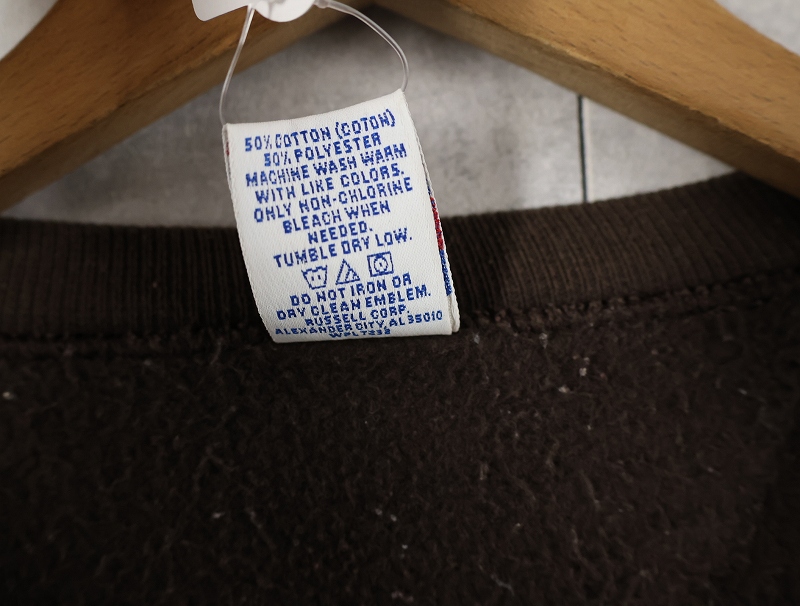 50% COTTON (COTON)
50% POLYESTER
MACHINE WASH WARM
WITH LIKE COLORS.
ONLY NON-CHLORINE
BLEACH WHEN
NEEDED.
TUMBLE DRY LOW.
DO NOT IRON OR
DRY CLEAN EMBLEM.
RUSSELL CORP.
ALEXANDER CITY, AL 35010